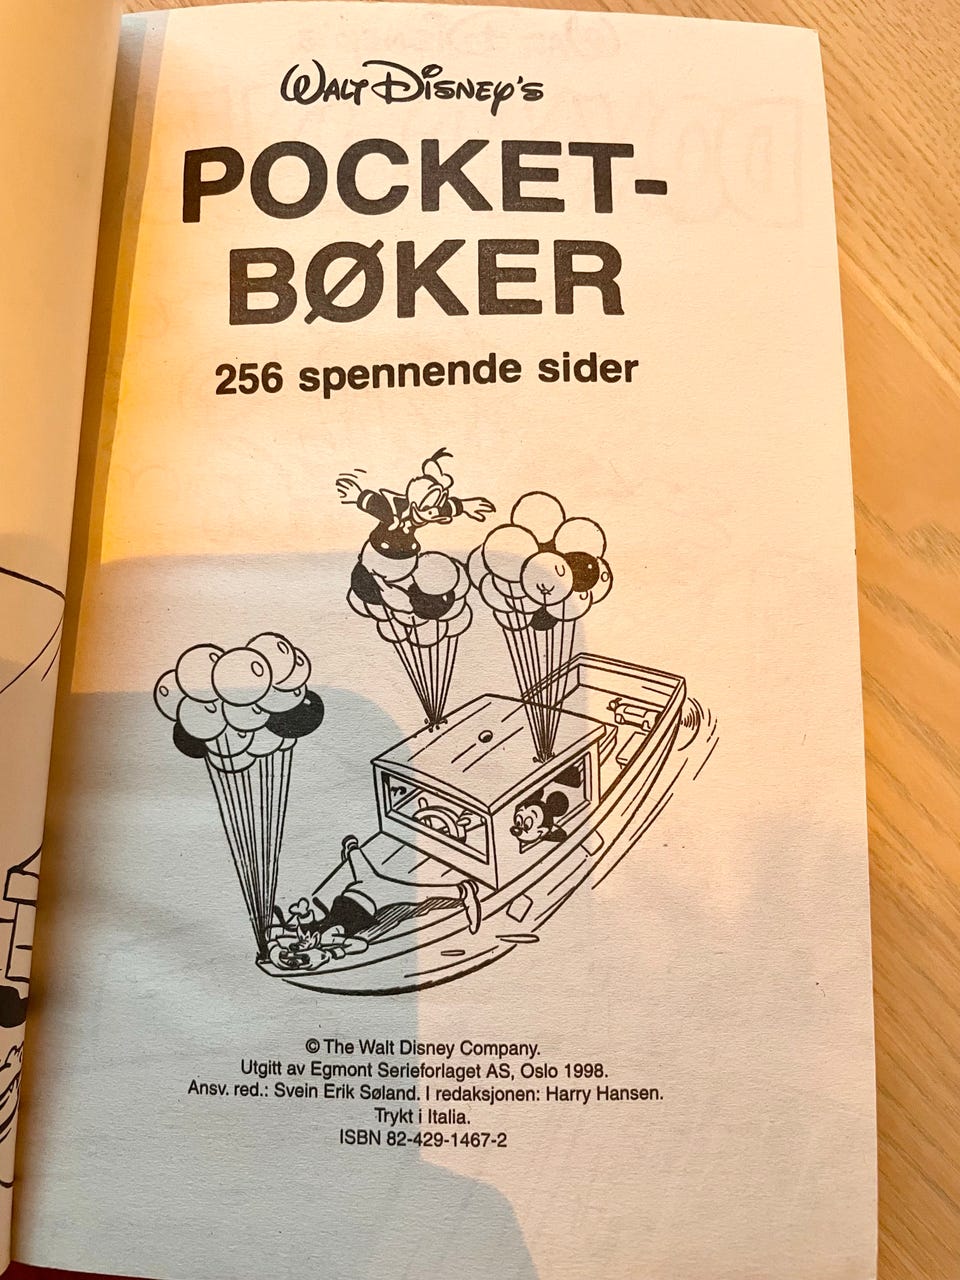 Walt Disney's
POCKET-
BØKER
256 spennende sider
© The Walt Disney Company.
Utgitt av Egmont Serieforlaget AS, Oslo 1998.
Ansv. red.: Svein Erik Søland. I redaksjonen: Harry Hansen.
Trykt i Italia.
ISBN 82-429-1467-2